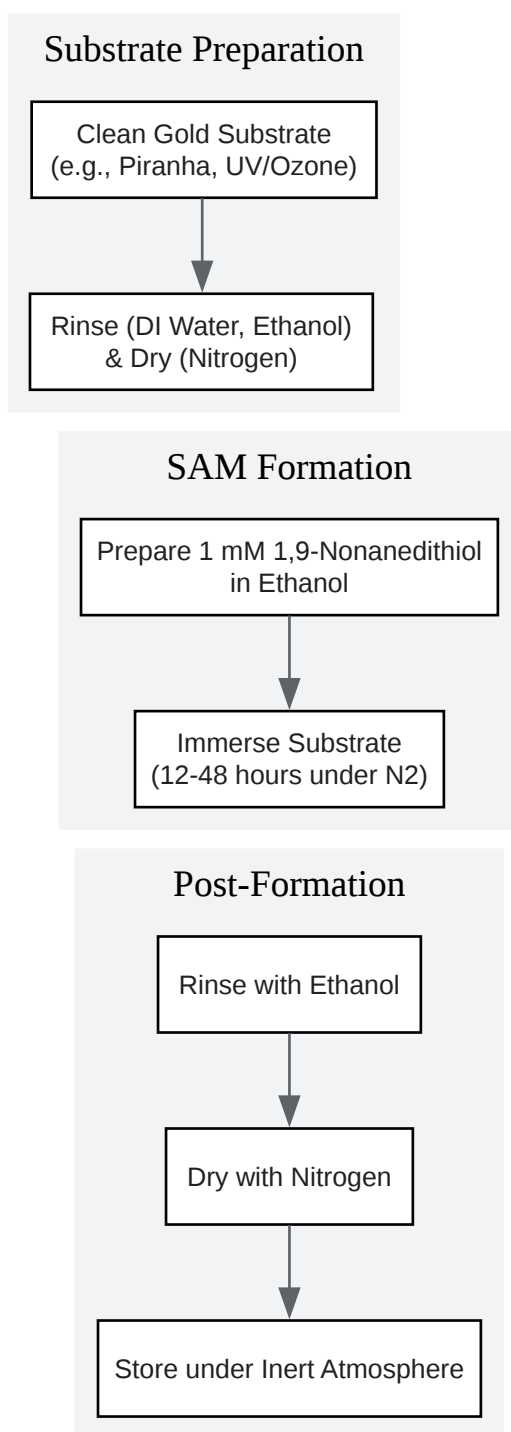 Substrate Preparation
Clean Gold Substrate
(e.g., Piranha, UV/Ozone)
Rinse (DI Water, Ethanol)
& Dry (Nitrogen)
SAM Formation
Prepare 1 mM 1,9-Nonanedithiol
in Ethanol
Immerse Substrate
(12-48 hours under N2)
Post-Formation
Rinse with Ethanol
Dry with Nitrogen
Store under Inert Atmosphere